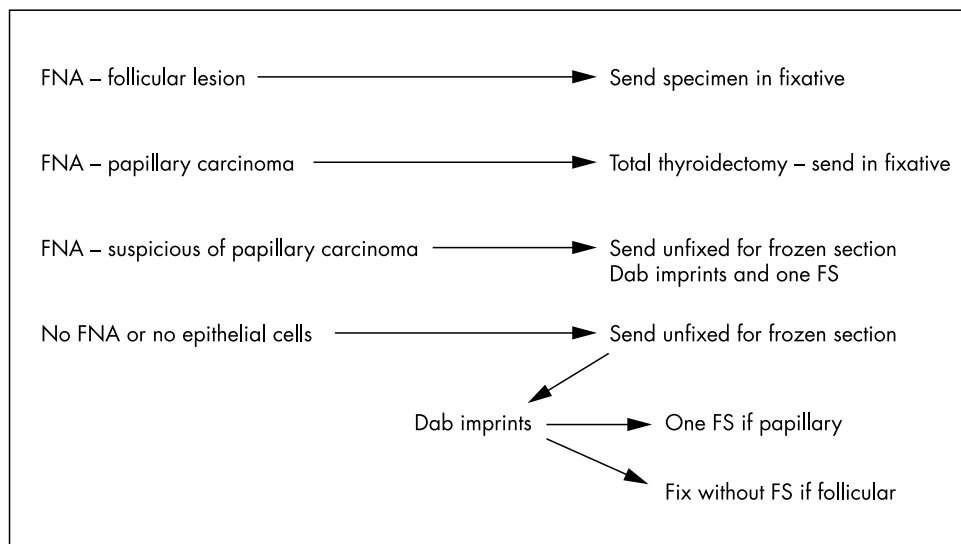 FNA – follicular lesion
Send specimen in fixative
FNA – papillary carcinoma
Total thyroidectomy – send in fixative
FNA – suspicious of papillary carcinoma
Send unfixed for frozen section
Dab imprints and one FS
No FNA or no epithelial cells
Send unfixed for frozen section
Dab imprints
One FS if papillary
Fix without FS if follicular